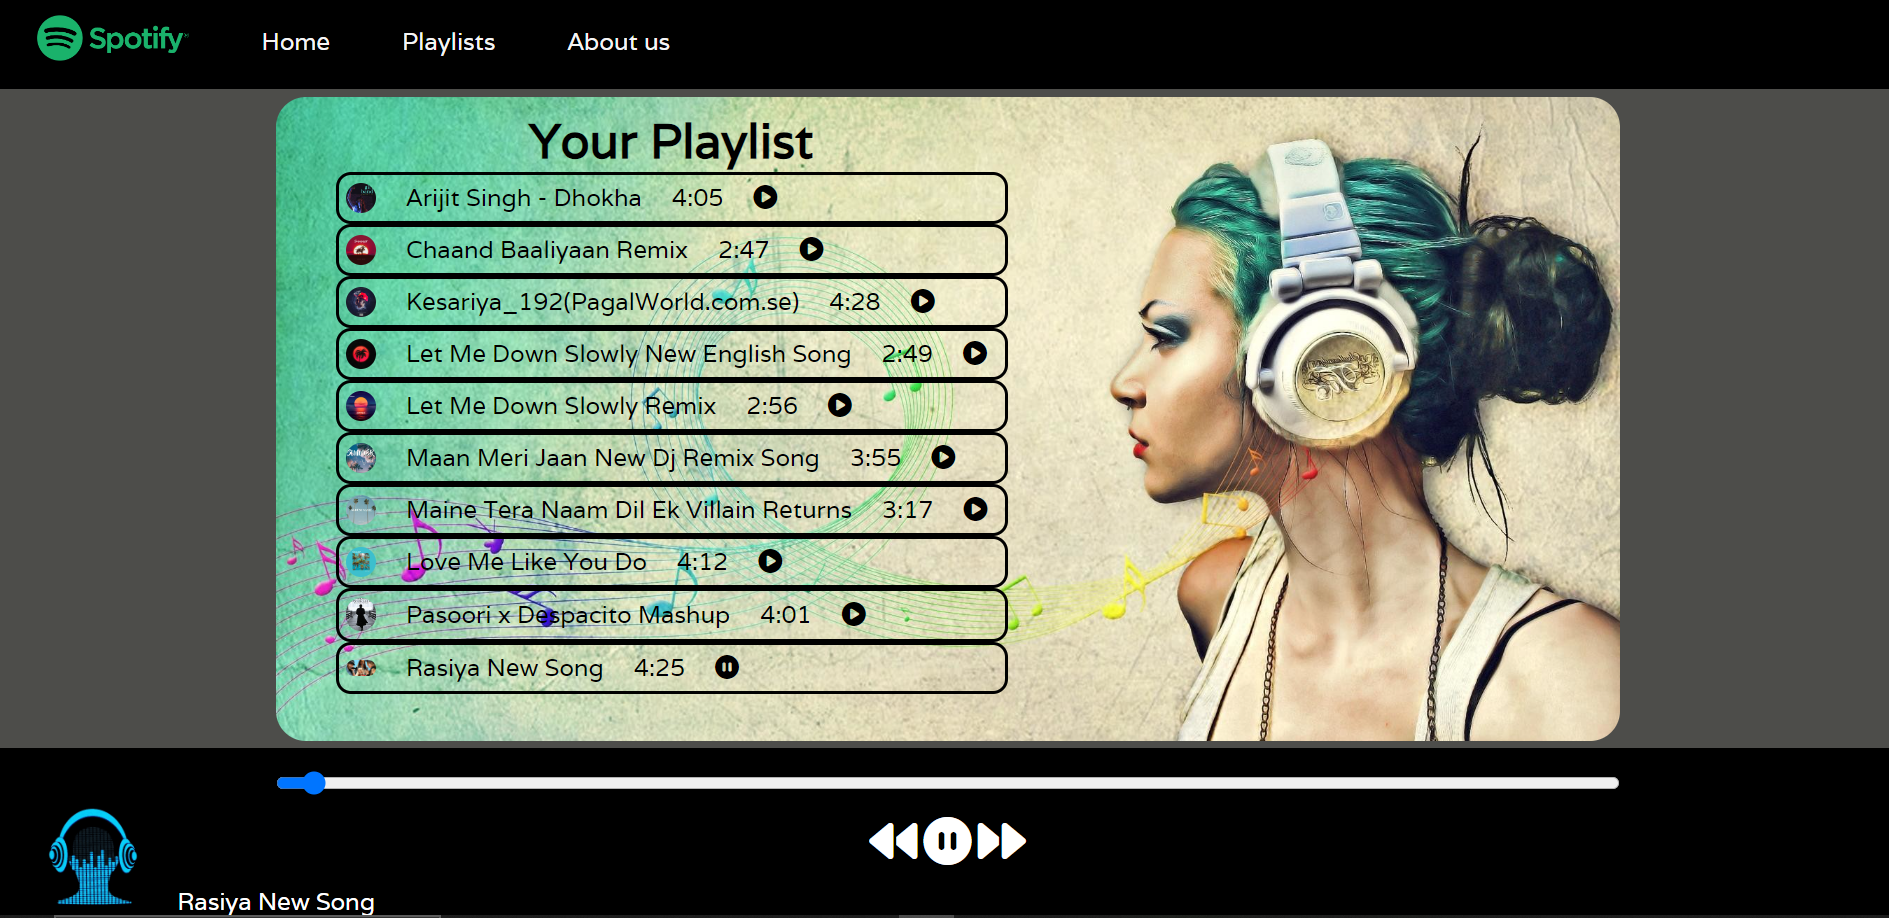 Spotify Home Playlists About us
Your Playlist
Arijit Singh - Dhokha 4:05
Chaand Baaliyaan Remix 2:47
Kesariya_192(PagalWorld.com.se) 4:28
Let Me Down Slowly New English Song 2:49
Let Me Down Slowly Remix 2:56
Maan Meri Jaan New Dj Remix Song 3:55
Maine Tera Naam Dil Ek Villain Returns 3:17
Love Me Like You Do 4:12
Pasoori x Despacito Mashup 4:01
Rasiya New Song 4:25
Rasiya New Song